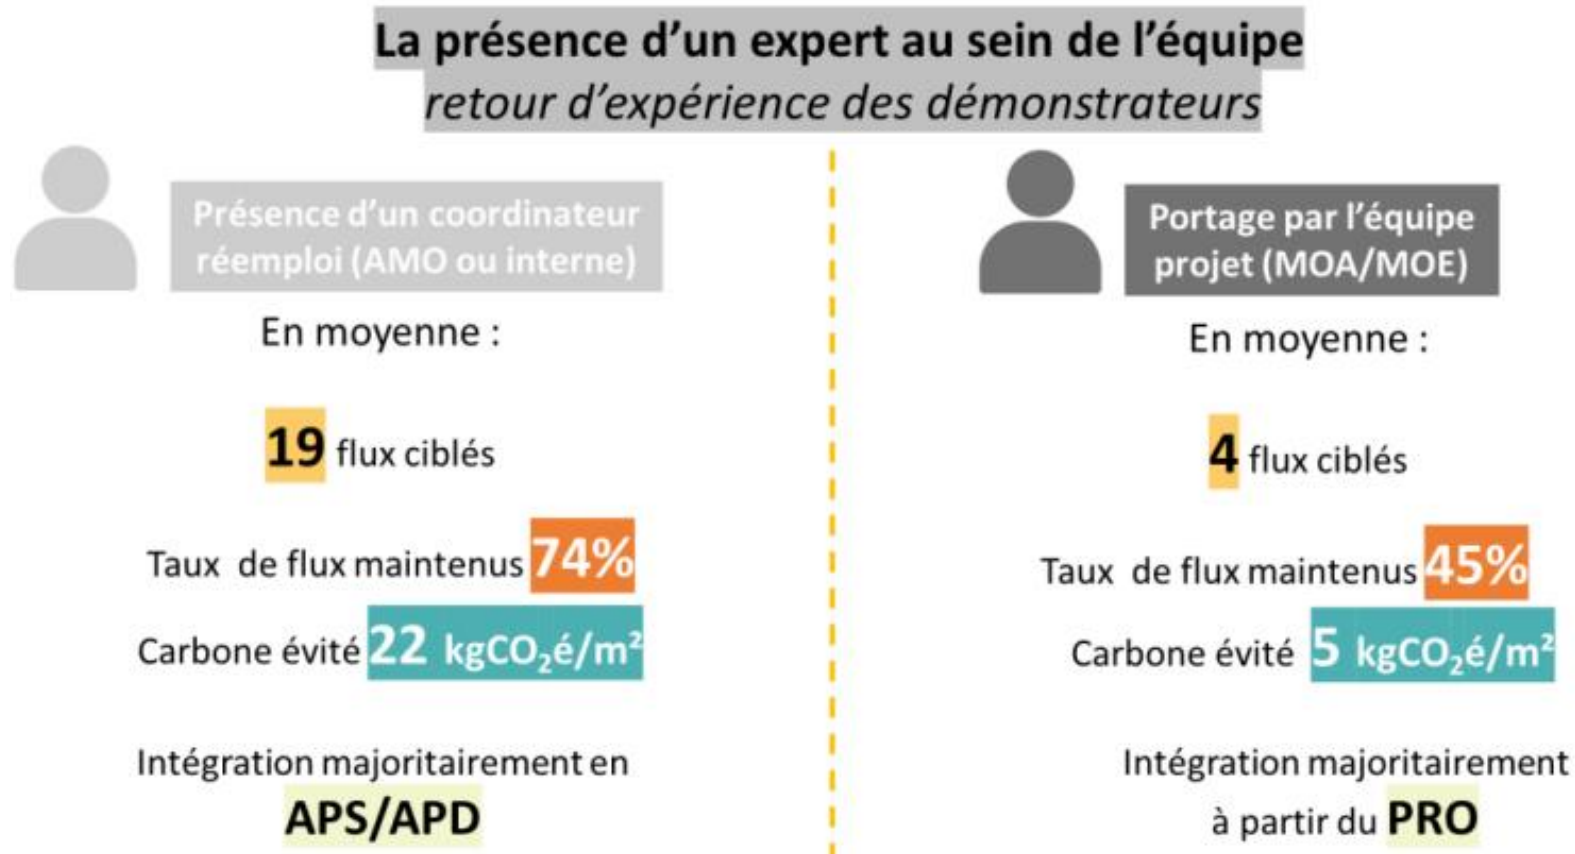 La présence d’un expert au sein de l’équipe
retour d’expérience des démonstrateurs
Présence d’un coordinateur
réemploi (AMO ou interne)
En moyenne :
19 flux ciblés
Taux de flux maintenus 74%
Carbone évité 22 kgCO₂é/m²
Intégration majoritairement en
APS/APD
Portage par l’équipe
projet (MOA/MOE)
En moyenne :
4 flux ciblés
Taux de flux maintenus 45%
Carbone évité 5 kgCO₂é/m²
Intégration majoritairement
à partir du PRO